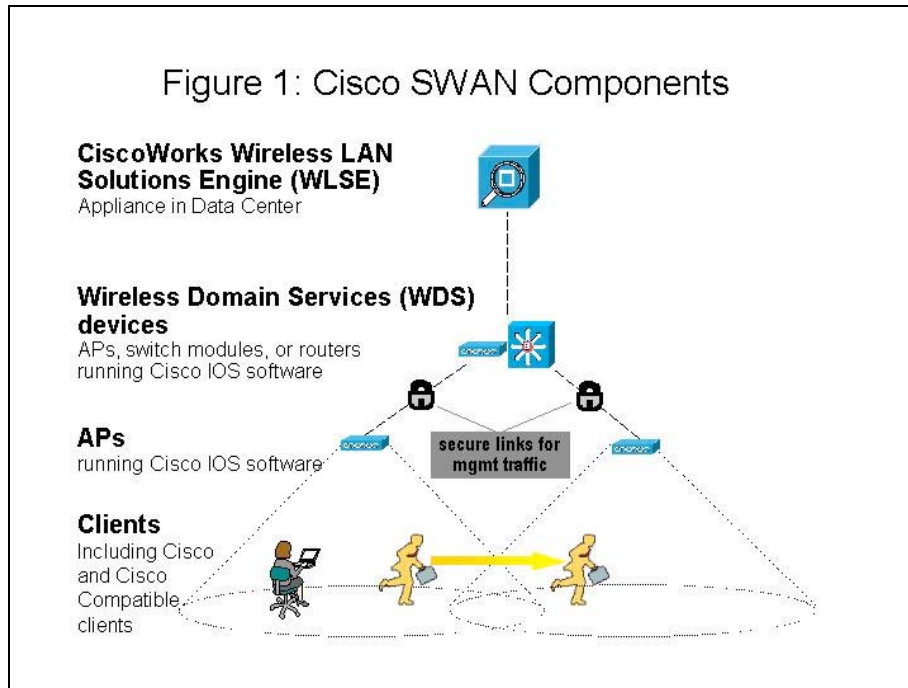 Figure 1: Cisco SWAN Components
CiscoWorks Wireless LAN
Solutions Engine (WLSE)
Appliance in Data Center
Wireless Domain Services (WDS)
devices
APs, switch modules, or routers
running Cisco IOS software
APs
running Cisco IOS software
secure links for
mgmt traffic
Clients
Including Cisco
and Cisco
Compatible
clients